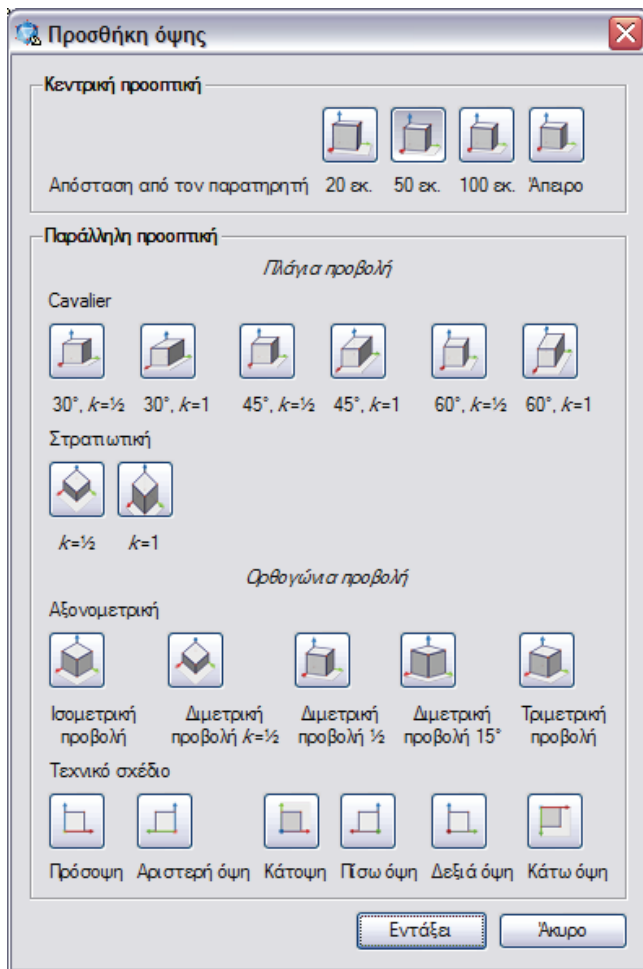 Προσθήκη όψης
Κεντρική προοπτική
Απόσταση από τον παρατηρητή 20 εκ. 50 εκ. 100 εκ. Άπειρο
Παράλληλη προοπτική
Πλάγια προβολή
Cavalier
30°, k=½ 30°, k=1 45°, k=½ 45°, k=1 60°, k=½ 60°, k=1
Στρατιωτική
k=½ k=1
Ορθογώνια προβολή
Αξονομετρική
Ισομετρική Διμετρική Διμετρική Διμετρική Τριμετρική
προβολή προβολή k=½ προβολή ½ προβολή 15° προβολή
Τεχνικό σχέδιο
Πρόσοψη Αριστερή όψη Κάτοψη Πίσω όψη Δεξιά όψη Κάτω όψη
Εντάξει Άκυρο